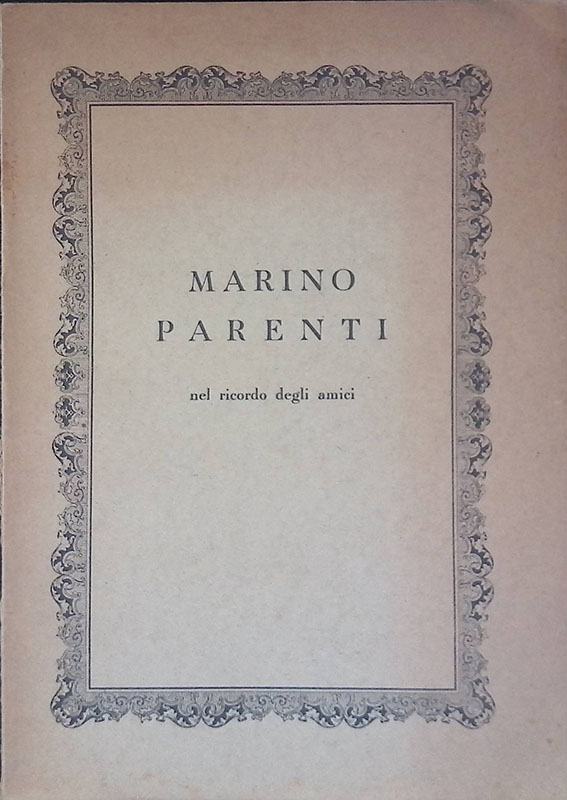 MARINO
PARENTI
nel ricordo degli amici